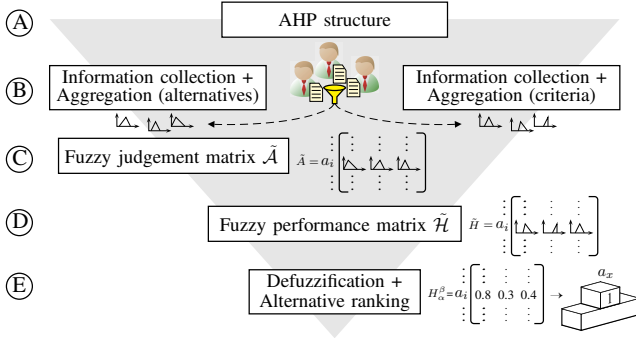 A AHP structure
B Information collection + Aggregation (alternatives)
Information collection + Aggregation (criteria)
C Fuzzy judgement matrix Ã
Ã = a_i
D Fuzzy performance matrix H̃
H̃ = a_i
E Defuzzification + Alternative ranking
H_α^β = a_i [0.8 0.3 0.4] →
a_x
1